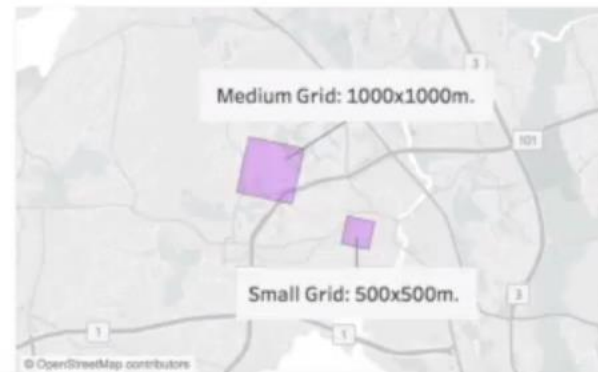 3
Medium Grid: 1000x1000m.
101
Small Grid: 500x500m.
3
1
1
© OpenStreetMap contributors